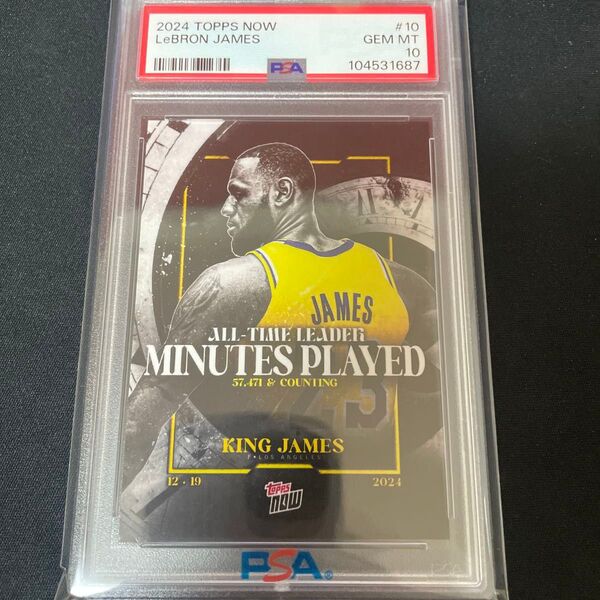 2024 TOPPS NOW #10
LeBRON JAMES GEM MT
10
PSA 104531687
JAMES
ALL-TIME LEADER
MINUTES PLAYED
57,471 & COUNTING
23
KING JAMES
F • LOS ANGELES
12 • 19 2024
topps
NOW
PSA®